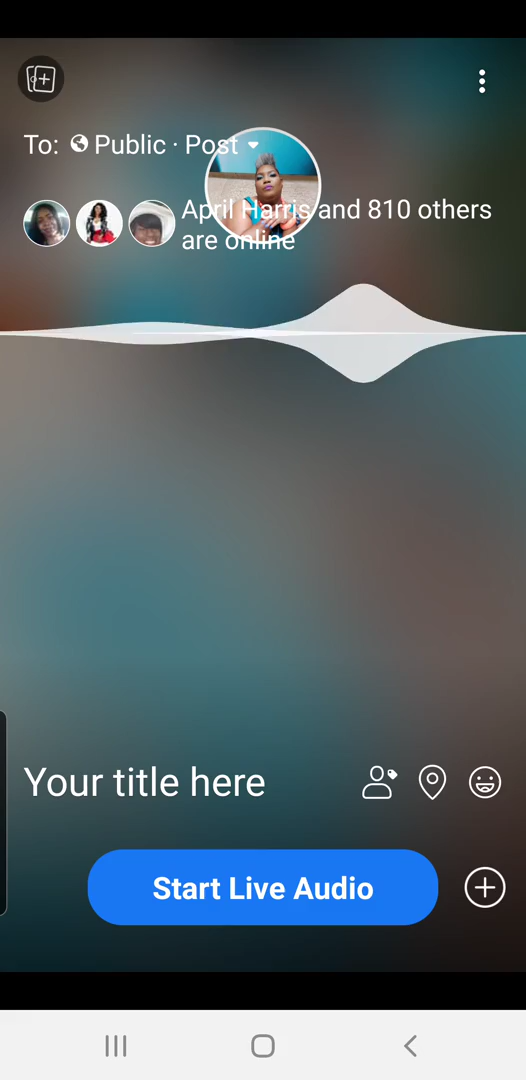 To: Public · Post
April Harris and 810 others
are online
Your title here
Start Live Audio